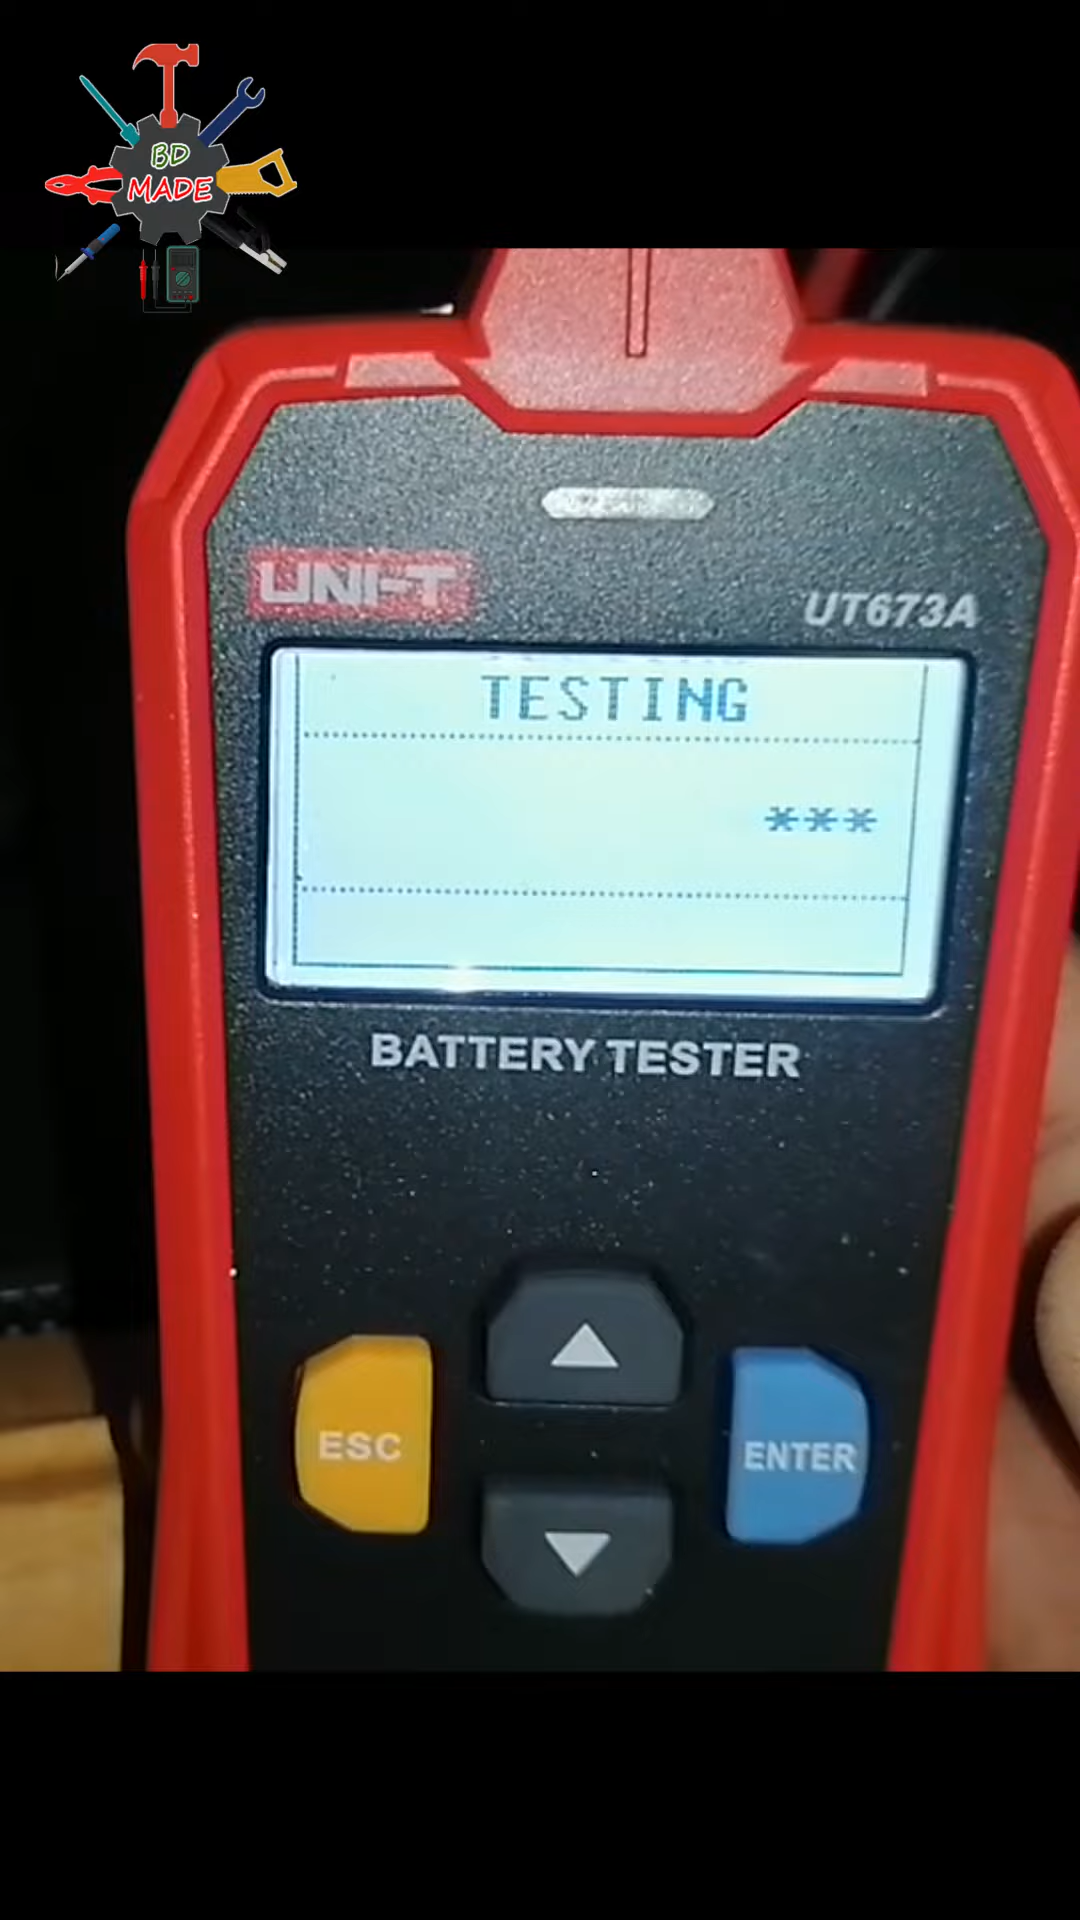 BD
MADE
UNI-T
UT673A
TESTING
***
BATTERY TESTER
ESC
ENTER